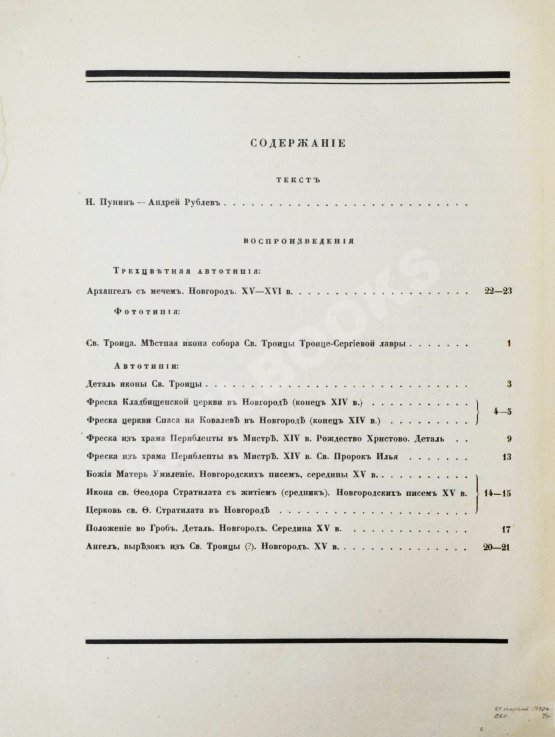 СОДЕРЖАНІЕ
ТЕКСТЪ
Н. Пунинъ — Андрей Рублевъ . . . . . . . . . . . . . . . . . . . . . . . .
ВОСПРОИЗВЕДЕНІЯ
Трехцвѣтная автотипія:
Архангелъ съ мечемъ. Новгородъ. XV—XVI в. . . . . . . . . . . . . . . . . 22—23
Фототипія:
Св. Троица. Мѣстная икона собора Св. Троицы Троице-Сергіевой лавры . . . . . . 1
Автотипіи:
Деталь иконы Св. Троицы . . . . . . . . . . . . . . . . . . . . . . . . . 3
Фреска Кладбищенской церкви въ Новгородѣ (конецъ XIV в.) . . . . . . . . . .
Фреска церкви Спаса на Ковалевѣ въ Новгородѣ (конецъ XIV в.) . . . . . . . . 4—5
Фреска изъ храма Периблепты въ Мистрѣ. XIV в. Рождество Христово. Деталь . . 9
Фреска изъ храма Периблепты въ Мистрѣ. XIV в. Св. Пророкъ Илья . . . . . . . 13
Божія Матерь Умиленіе. Новгородскихъ писемъ, середины XV в. . . . . . . . . .
Икона св. Ѳеодора Стратилата съ житіемъ (средникъ). Новгородскихъ писемъ XV в. 14—15
Церковь св. Ѳ. Стратилата въ Новгородѣ . . . . . . . . . . . . . . . . . .
Положеніе во Гробъ. Деталь. Новгородъ. Середина XV в. . . . . . . . . . . . . 17
Ангелъ, вырѣзокъ изъ Св. Троицы (?). Новгородъ. XV в. . . . . . . . . . . . . 20—21
BOOKS